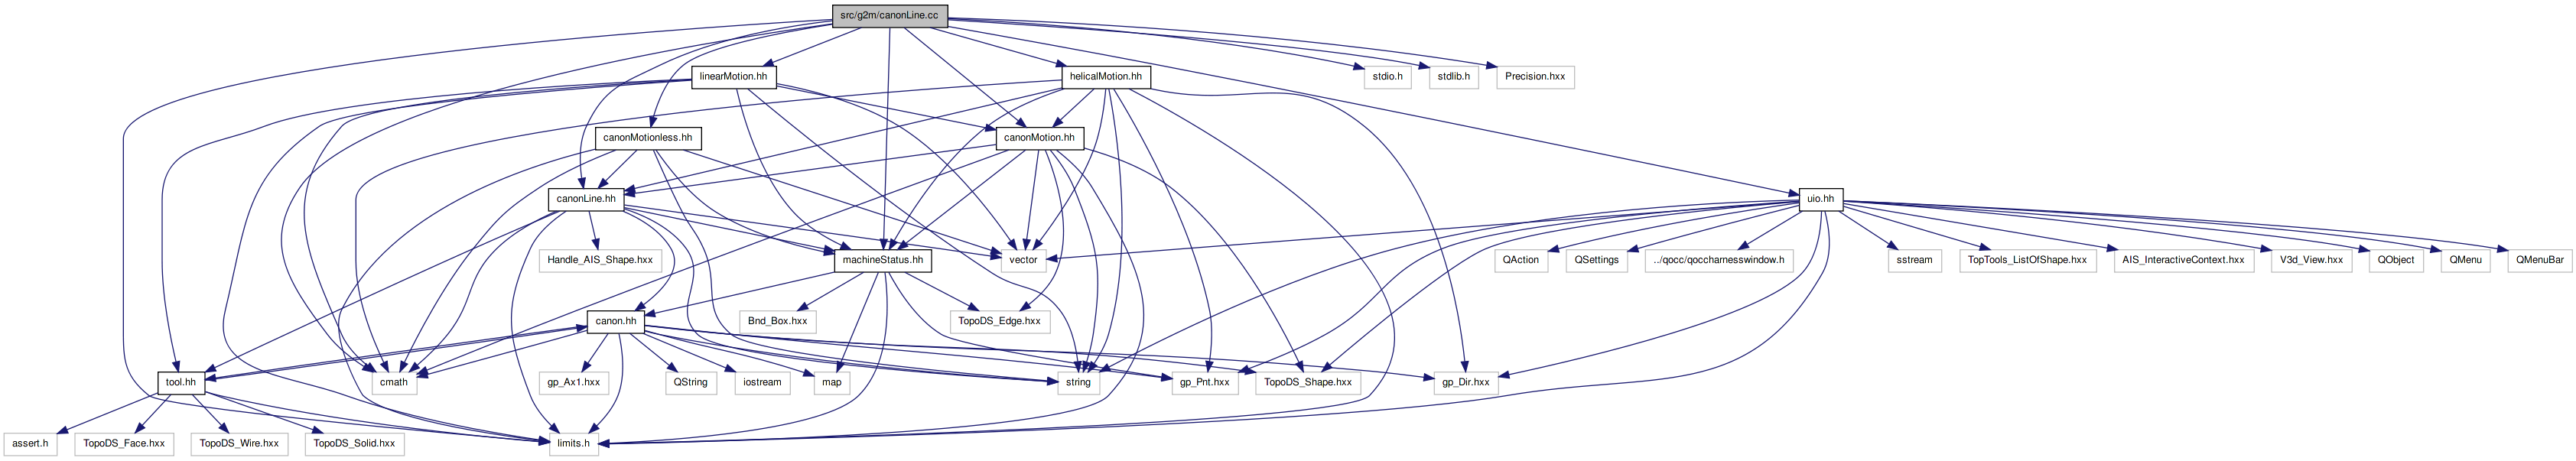 src/g2m/canonLine.cc
linearMotion.hh
helicalMotion.hh
stdio.h
stdlib.h
Precision.hxx
canonMotionless.hh
canonMotion.hh
canonLine.hh
uio.hh
Handle_AIS_Shape.hxx
machineStatus.hh
vector
QAction
QSettings
../qocc/qoccharnesswindow.h
sstream
TopTools_ListOfShape.hxx
AIS_InteractiveContext.hxx
V3d_View.hxx
QObject
QMenu
QMenuBar
canon.hh
Bnd_Box.hxx
TopoDS_Edge.hxx
tool.hh
cmath
gp_Ax1.hxx
QString
iostream
map
string
gp_Pnt.hxx
TopoDS_Shape.hxx
gp_Dir.hxx
assert.h
TopoDS_Face.hxx
TopoDS_Wire.hxx
TopoDS_Solid.hxx
limits.h